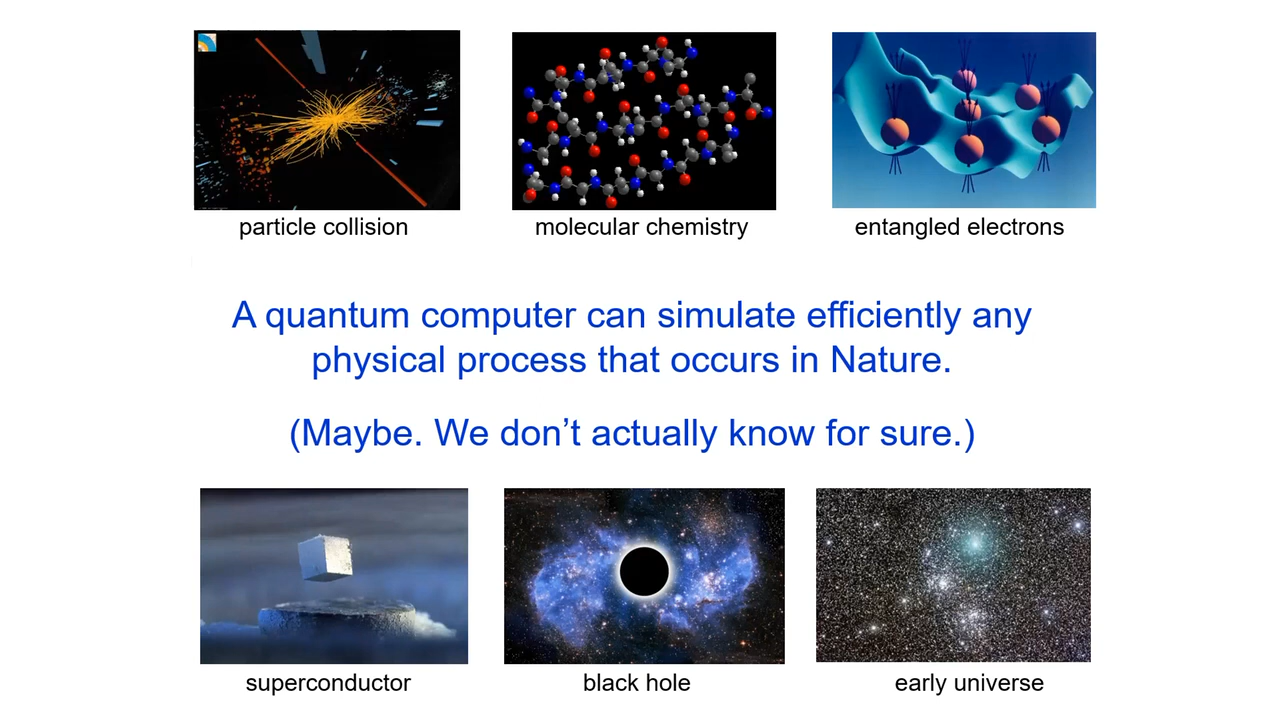 particle collision
molecular chemistry
entangled electrons
A quantum computer can simulate efficiently any
physical process that occurs in Nature.
(Maybe. We don’t actually know for sure.)
superconductor
black hole
early universe